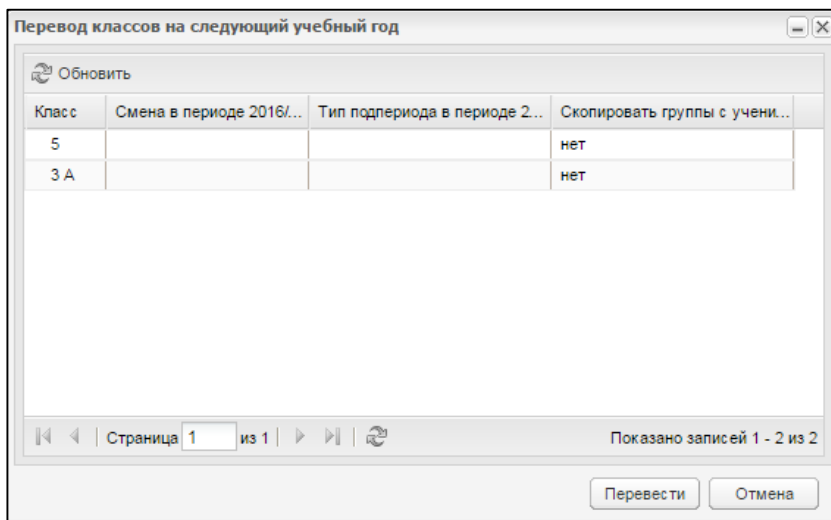 Перевод классов на следующий учебный год
Обновить
Класс Смена в периоде 2016/... Тип подпериода в периоде 2... Скопировать группы с учени...
5 нет
3 А нет
Страница 1 из 1 Показано записей 1 - 2 из 2
Перевести Отмена